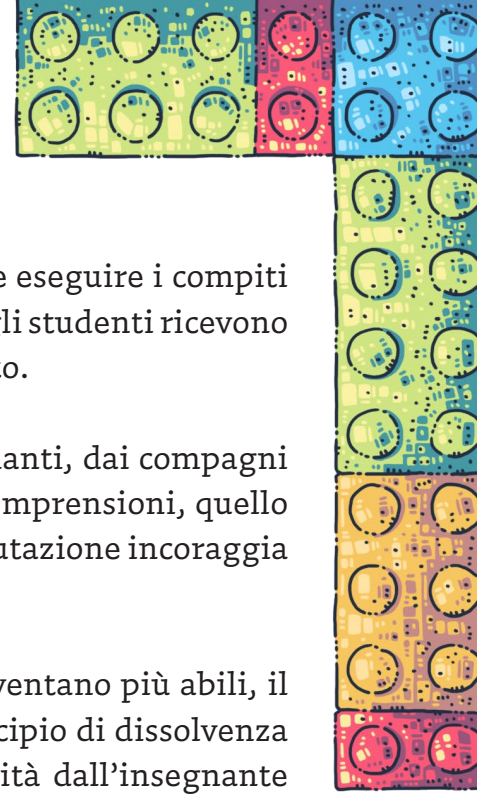 e eseguire i compiti
gli studenti ricevono
o.
anti, dai compagni
mprensioni, quello
utazione incoraggia
ventano più abili, il
cipio di dissolvenza
ità dall'insegnante